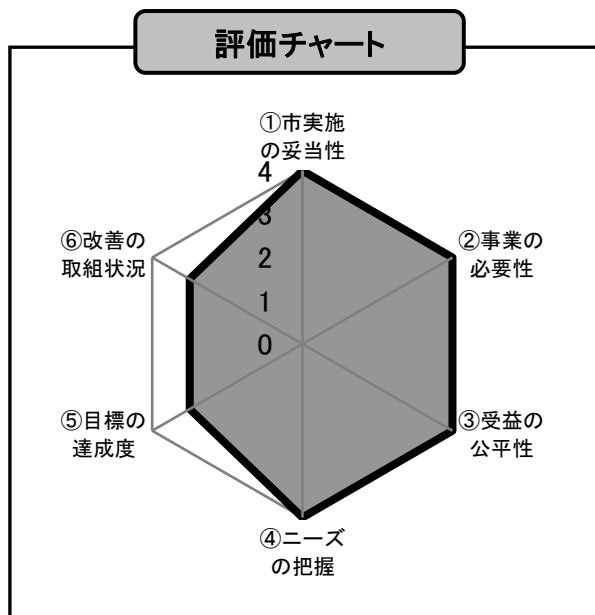 評価チャート
①市実施
の妥当性
4
3
2
1
0
②事業の
必要性
③受益の
公平性
④ニーズ
の把握
⑤目標の
達成度
⑥改善の
取組状況